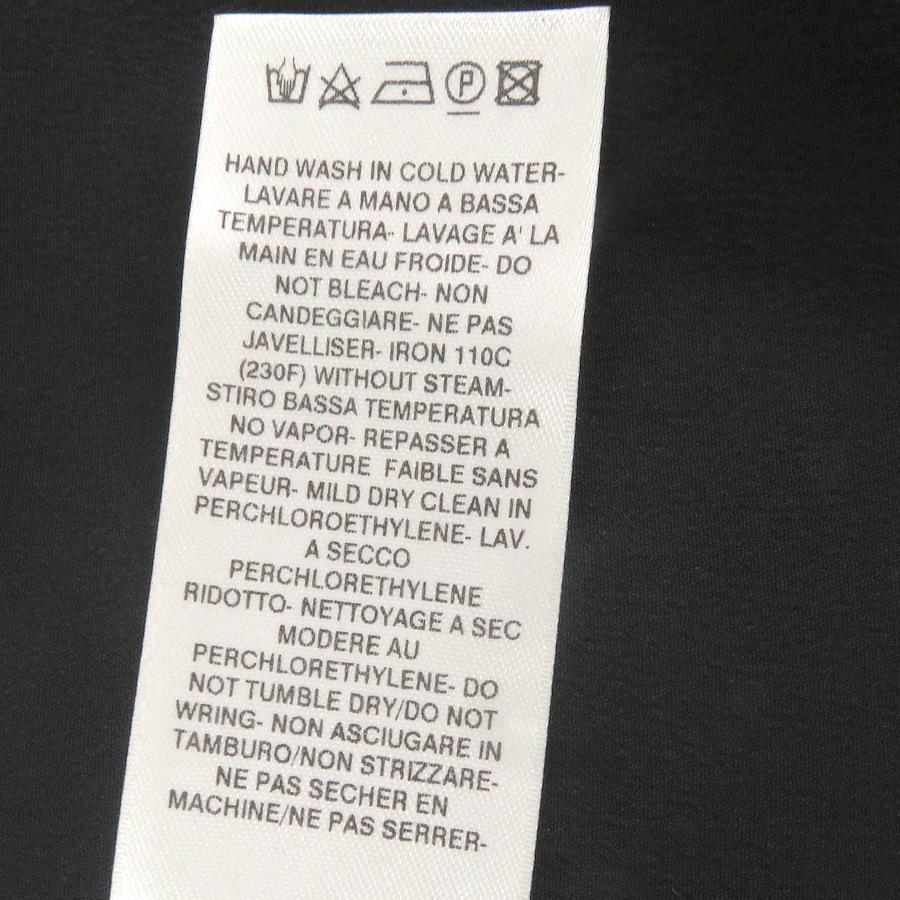 P
HAND WASH IN COLD WATER-
LAVARE A MANO A BASSA
TEMPERATURA- LAVAGE A' LA
MAIN EN EAU FROIDE- DO
NOT BLEACH- NON
CANDEGGIARE- NE PAS
JAVELLISER- IRON 110C
(230F) WITHOUT STEAM-
STIRO BASSA TEMPERATURA
NO VAPOR- REPASSER A
TEMPERATURE FAIBLE SANS
VAPEUR- MILD DRY CLEAN IN
PERCHLOROETHYLENE- LAV.
A SECCO
PERCHLORETHYLENE
RIDOTTO- NETTOYAGE A SEC
MODERE AU
PERCHLORETHYLENE- DO
NOT TUMBLE DRY/DO NOT
WRING- NON ASCIUGARE IN
TAMBURO/NON STRIZZARE-
NE PAS SECHER EN
MACHINE/NE PAS SERRER-